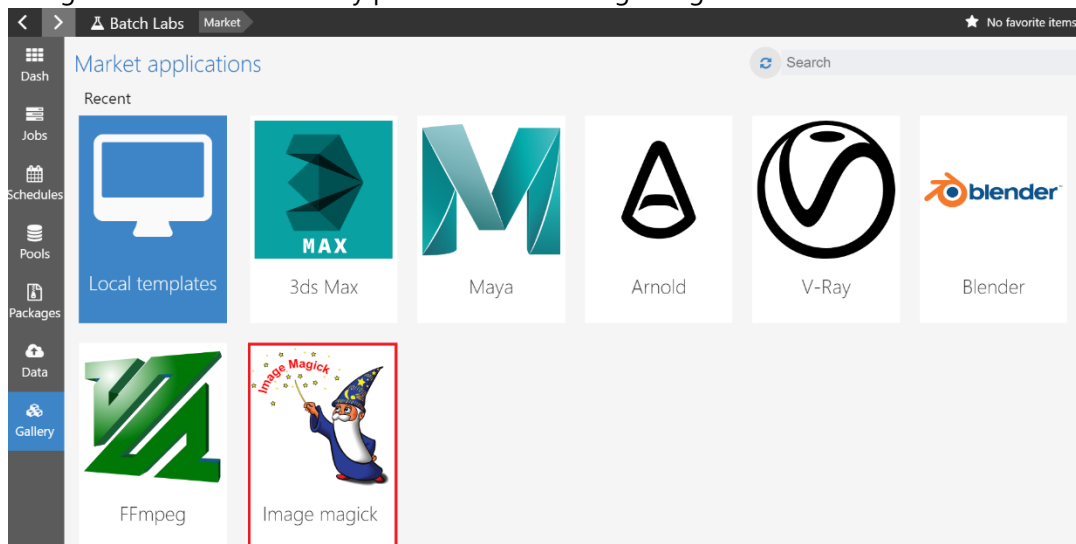 Batch Labs Market No favorite items
Dash
Jobs
Schedules
Pools
Packages
Data
Gallery
Market applications
Search
Recent
MAX
blender
Local templates 3ds Max Maya Arnold V-Ray Blender
Image Magick
FFmpeg Image magick